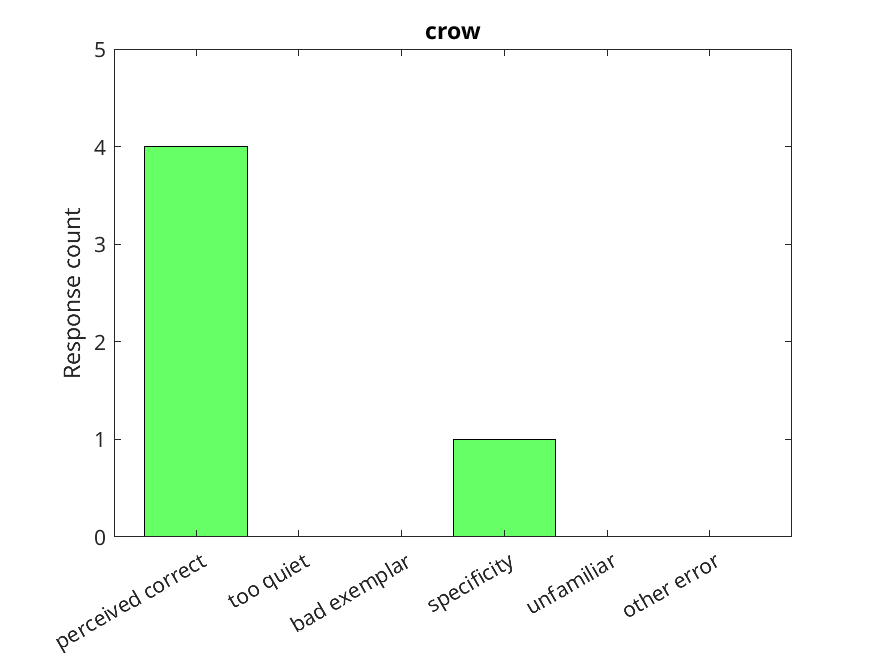 crow
5
4
3
2
1
0
Response count
perceived correct
too quiet
bad exemplar
specificity
unfamiliar
other error